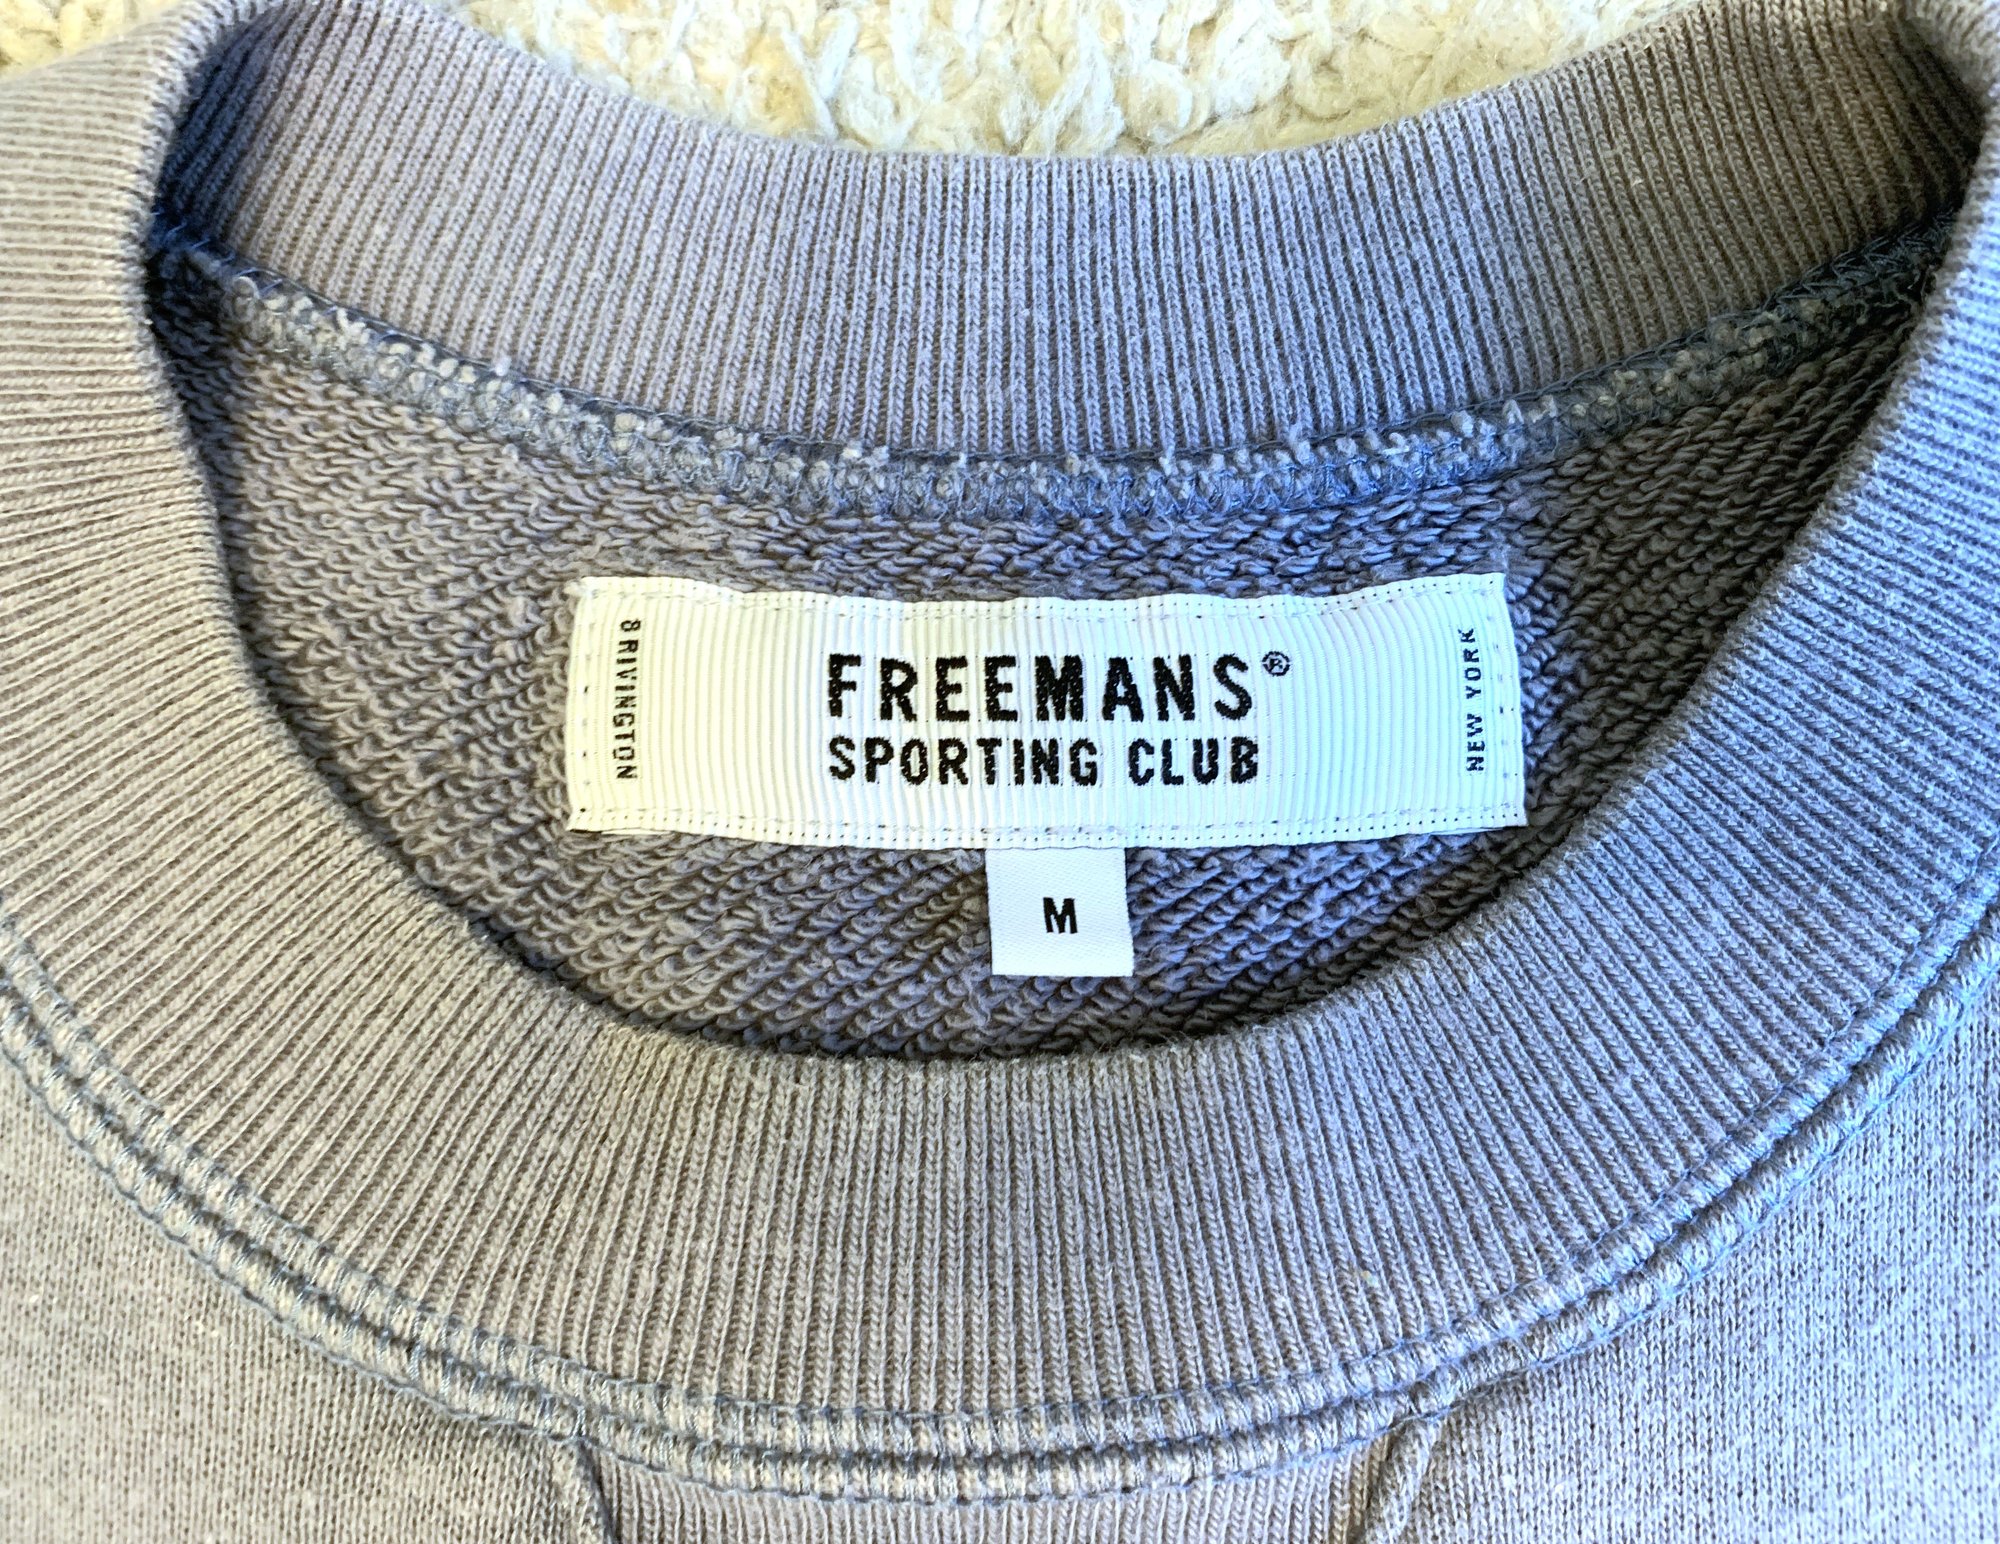 8 RIVINGTON
FREEMANS®
SPORTING CLUB
NEW YORK
M